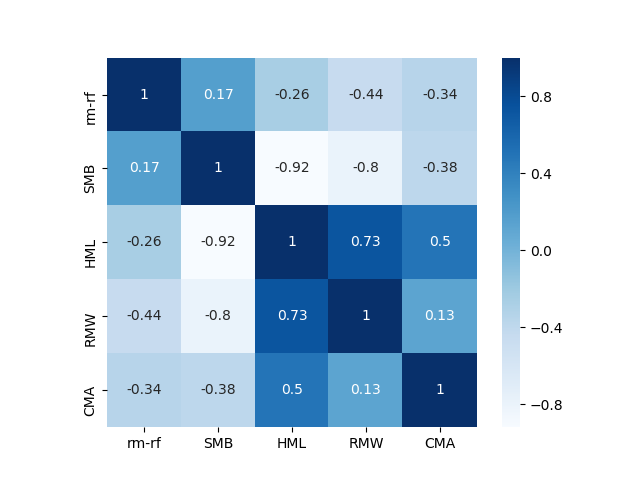 rm-rf 1 0.17 -0.26 -0.44 -0.34
SMB 0.17 1 -0.92 -0.8 -0.38
HML -0.26 -0.92 1 0.73 0.5
RMW -0.44 -0.8 0.73 1 0.13
CMA -0.34 -0.38 0.5 0.13 1
rm-rf SMB HML RMW CMA
0.8
0.4
0.0
−0.4
−0.8